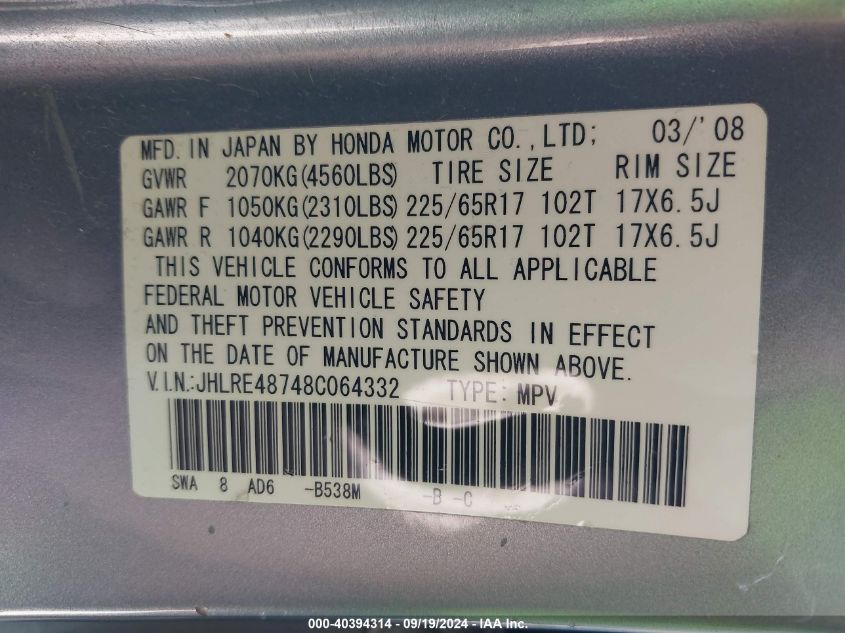 MFD. IN JAPAN BY HONDA MOTOR CO., LTD; 03/'08
GVWR 2070KG(4560LBS) TIRE SIZE RIM SIZE
GAWR F 1050KG(2310LBS) 225/65R17 102T 17X6.5J
GAWR R 1040KG(2290LBS) 225/65R17 102T 17X6.5J
THIS VEHICLE CONFORMS TO ALL APPLICABLE
FEDERAL MOTOR VEHICLE SAFETY
AND THEFT PREVENTION STANDARDS IN EFFECT
ON THE DATE OF MANUFACTURE SHOWN ABOVE.
V.I.N.:JHLRE48748C064332 TYPE: MPV
SWA 8 AD6 -B538M -B -C
000-40394314 - 09/19/2024 - IAA Inc.